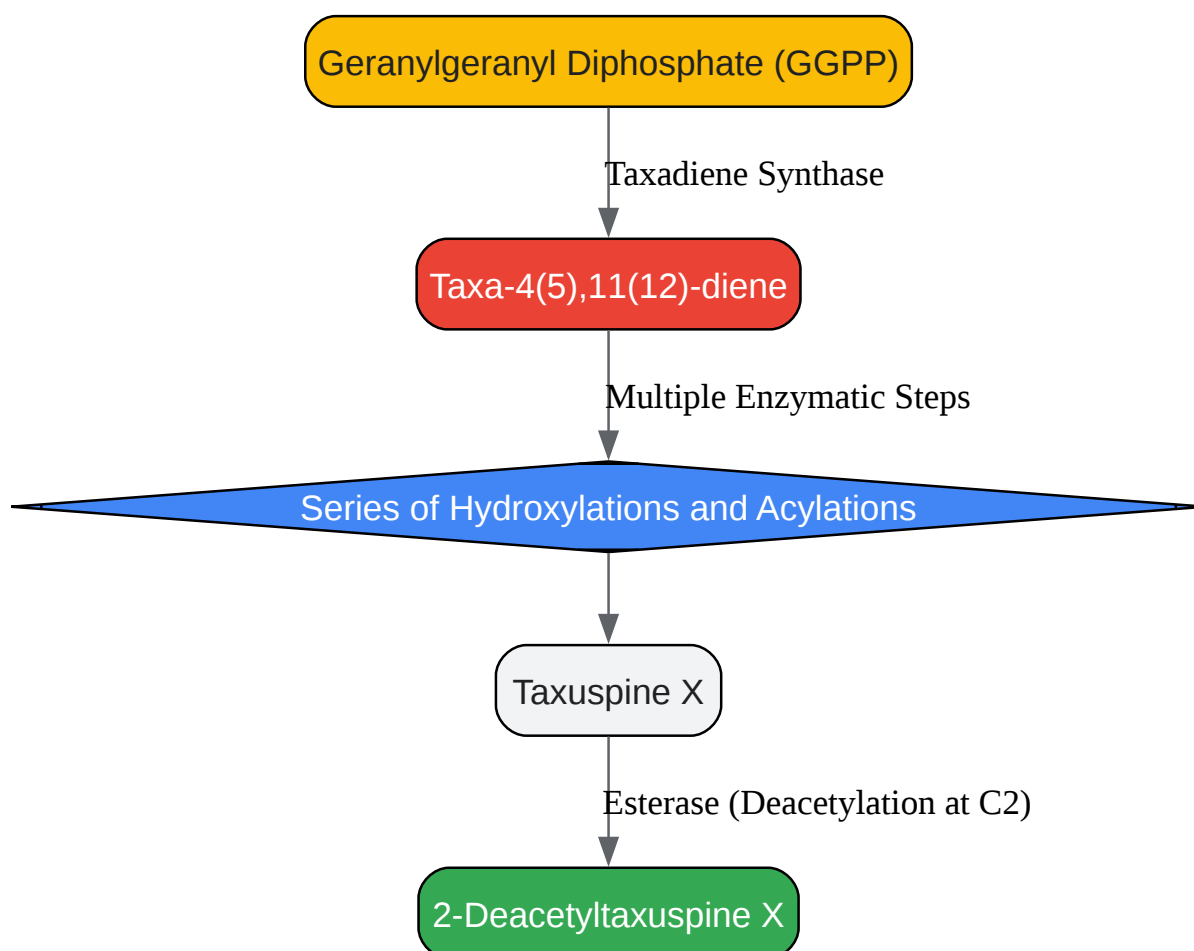 Geranylgeranyl Diphosphate (GGPP)
Taxadiene Synthase
Taxa-4(5),11(12)-diene
Multiple Enzymatic Steps
Series of Hydroxylations and Acylations
Taxuspine X
Esterase (Deacetylation at C2)
2-Deacetyltaxuspine X